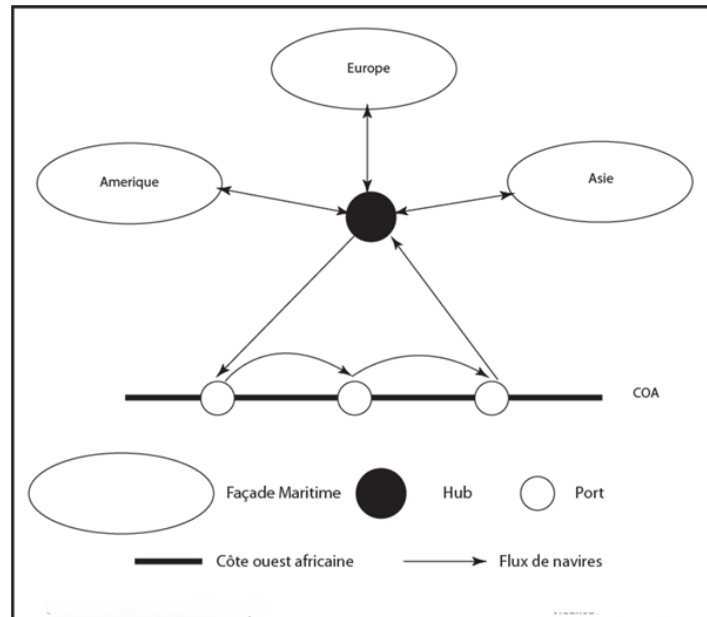 Europe
Amerique
Asie
COA
Façade Maritime
Hub
Port
Côte ouest africaine
Flux de navires